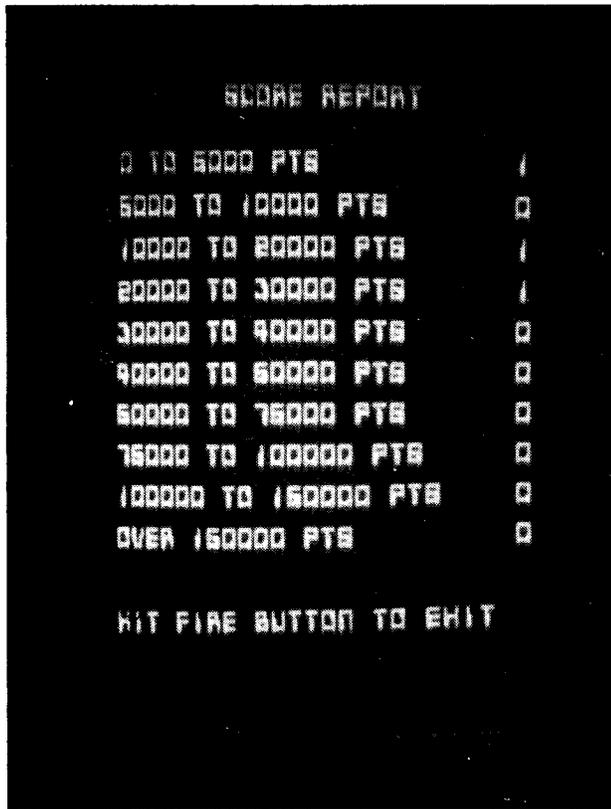 SCORE REPORT
0 TO 5000 PTS 1
5000 TO 10000 PTS 0
10000 TO 20000 PTS 1
20000 TO 30000 PTS 1
30000 TO 40000 PTS 0
40000 TO 50000 PTS 0
50000 TO 75000 PTS 0
75000 TO 100000 PTS 0
100000 TO 150000 PTS 0
OVER 150000 PTS 0
HIT FIRE BUTTON TO EXIT